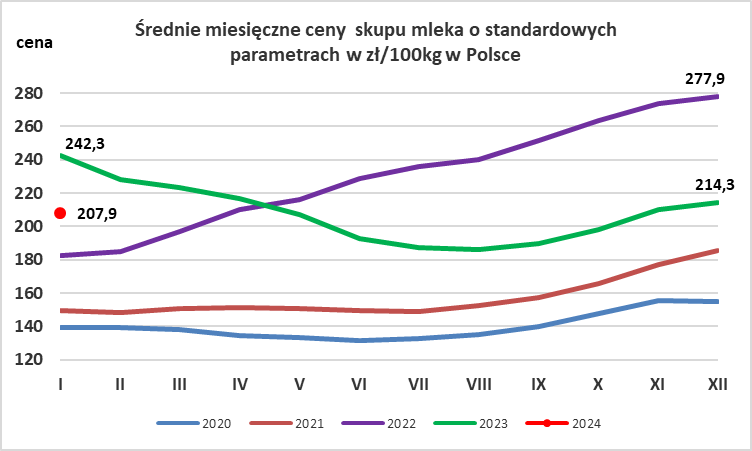 Średnie miesięczne ceny skupu mleka o standardowych
parametrach w zł/100kg w Polsce
cena
277,9
280
260
242,3
240
220
214,3
207,9
200
180
160
140
120
I II III IV V VI VII VIII IX X XI XII
2020 2021 2022 2023 2024